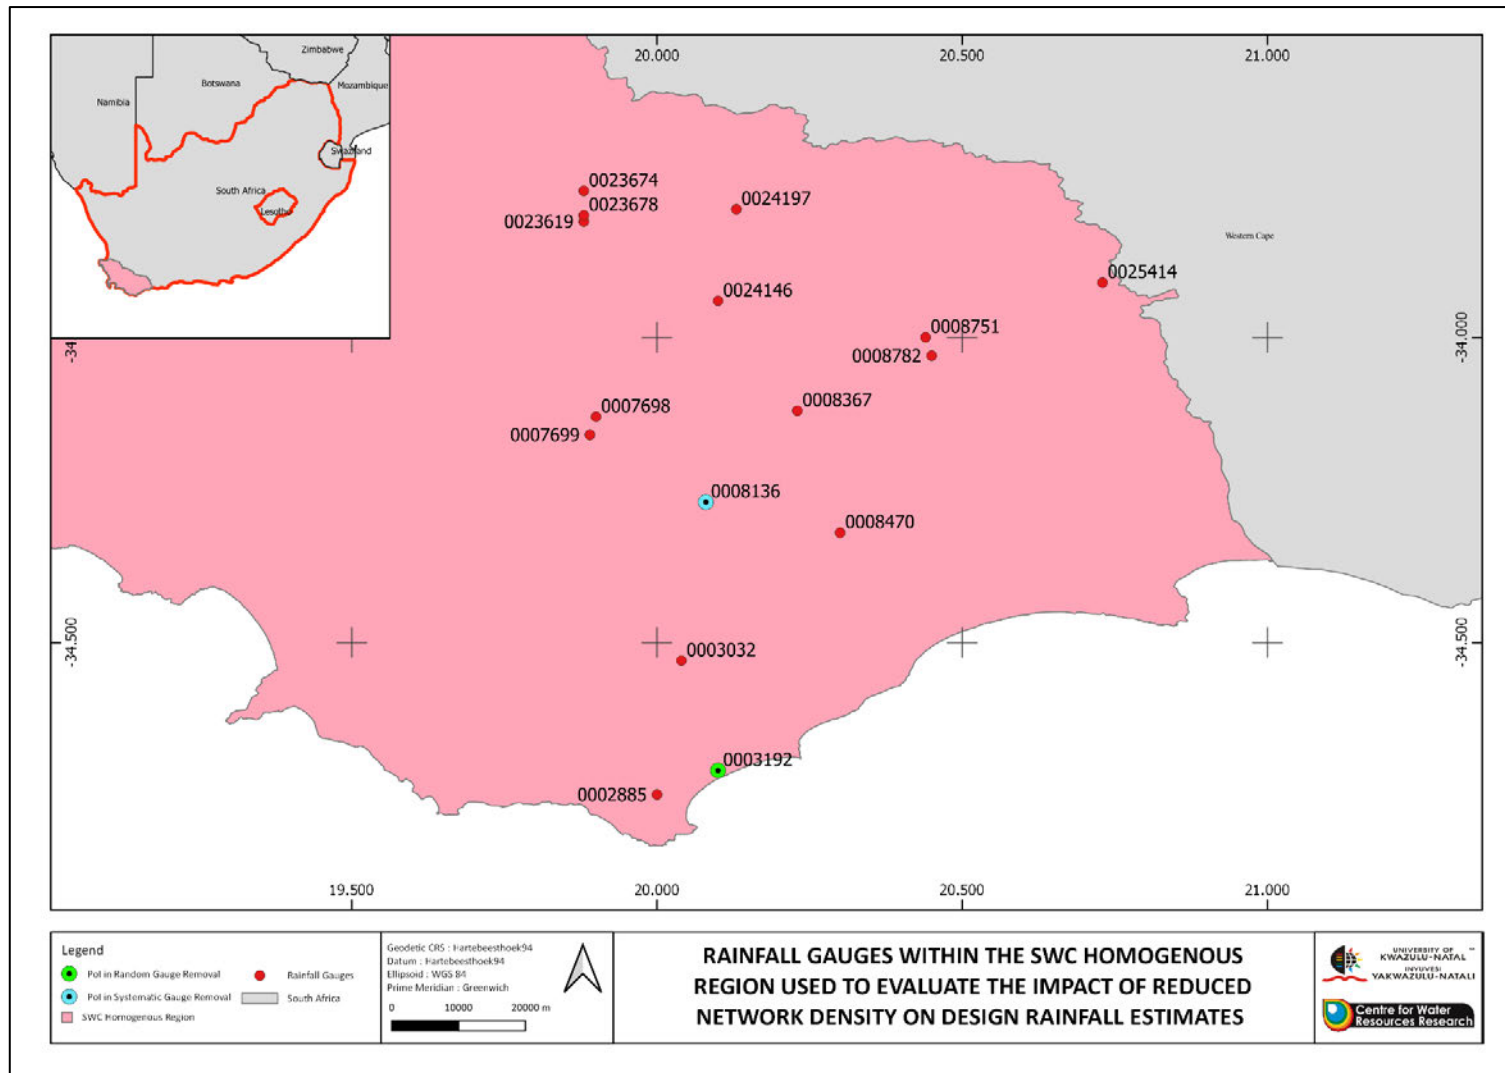 Zimbabwe
Botswana
Mozambique
Namibia
Swaziland
South Africa
Lesotho
20.000
20.500
21.000
0023674
0023678
0023619
0024197
Western Cape
0025414
0024146
0008751
0008782
-34
-34.000
0008367
0007698
0007699
0008136
0008470
-34.500
-34.500
0003032
0003192
0002885
19.500
20.000
20.500
21.000
Legend
PoI in Random Gauge Removal
Rainfall Gauges
PoI in Systematic Gauge Removal
South Africa
SWC Homogenous Region
Geodetic CRS : Hartebeesthoek94
Datum : Hartebeesthoek94
Ellipsoid : WGS 84
Prime Meridian : Greenwich
0 10000 20000 m
RAINFALL GAUGES WITHIN THE SWC HOMOGENOUS
REGION USED TO EVALUATE THE IMPACT OF REDUCED
NETWORK DENSITY ON DESIGN RAINFALL ESTIMATES
UNIVERSITY OF ™
KWAZULU-NATAL
INYUVESI
YAKWAZULU-NATALI
Centre for Water
Resources Research